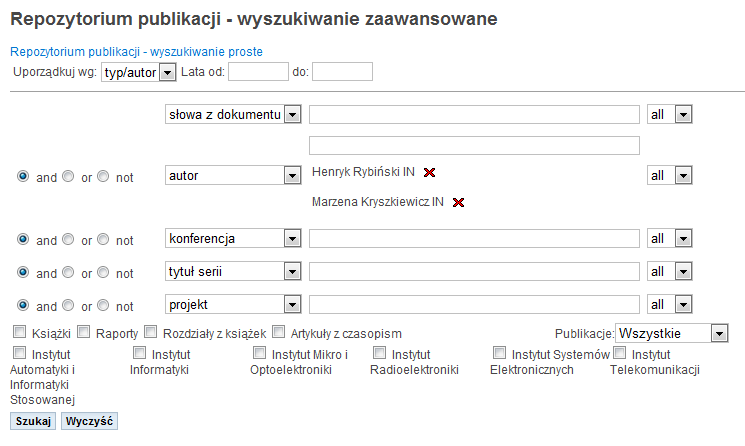 Repozytorium publikacji - wyszukiwanie zaawansowane
Repozytorium publikacji - wyszukiwanie proste
Uporządkuj wg: typ/autor Lata od: do:
słowa z dokumentu all
and or not autor Henryk Rybiński IN all
Marzena Kryszkiewicz IN
and or not konferencja all
and or not tytuł serii all
and or not projekt all
Książki Raporty Rozdziały z książek Artykuły z czasopism Publikacje: Wszystkie
Instytut Automatyki i Informatyki Stosowanej
Instytut Informatyki
Instytut Mikro i Optoelektroniki
Instytut Radioelektroniki
Instytut Systemów Elektronicznych
Instytut Telekomunikacji
Szukaj Wyczyść